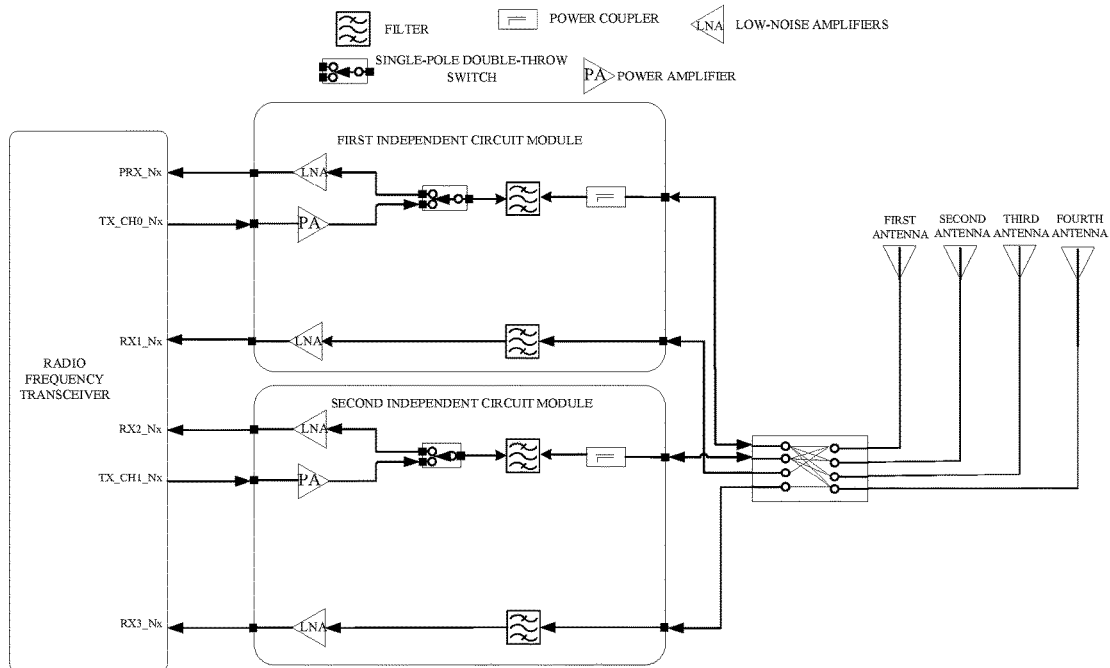 FILTER
POWER COUPLER
LNA
LOW-NOISE AMPLIFIERS
SINGLE-POLE DOUBLE-THROW
SWITCH
PA
POWER AMPLIFIER
FIRST INDEPENDENT CIRCUIT MODULE
PRX_Nx
LNA
TX_CH0_Nx
PA
RX1_Nx
LNA
FIRST
ANTENNA
SECOND
ANTENNA
THIRD
ANTENNA
FOURTH
ANTENNA
RADIO
FREQUENCY
TRANSCEIVER
SECOND INDEPENDENT CIRCUIT MODULE
RX2_Nx
LNA
TX_CH1_Nx
PA
RX3_Nx
LNA